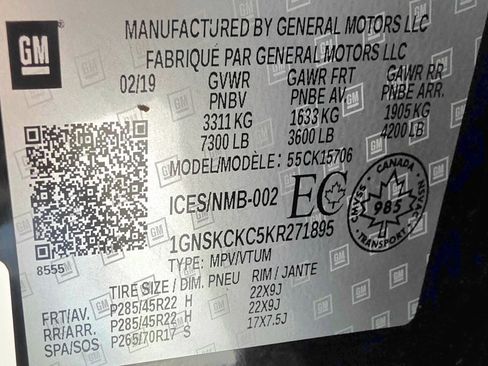 GM
MANUFACTURED BY GENERAL MOTORS LLC
FABRIQUÉ PAR GENERAL MOTORS LLC
02/19 GVWR GAWR FRT GAWR RR
PNBV PNBE AV PNBE ARR.
3311 KG 1633 KG 1905 KG
7300 LB 3600 LB 4200 LB
MODEL/MODÈLE: 55CK15706
ICES/NMB-002 EC
CANADA
CMVSS NSVAC
985
TRANSPORT
1GNSKCKC5KR271895
8555
TYPE: MPV/VTUM
TIRE SIZE / DIM. PNEU RIM / JANTE
FRT/AV. P285/45R22 H 22X9J
RR/ARR. P285/45R22 H 22X9J
SPA/SOS P265/70R17 S 17X7.5J